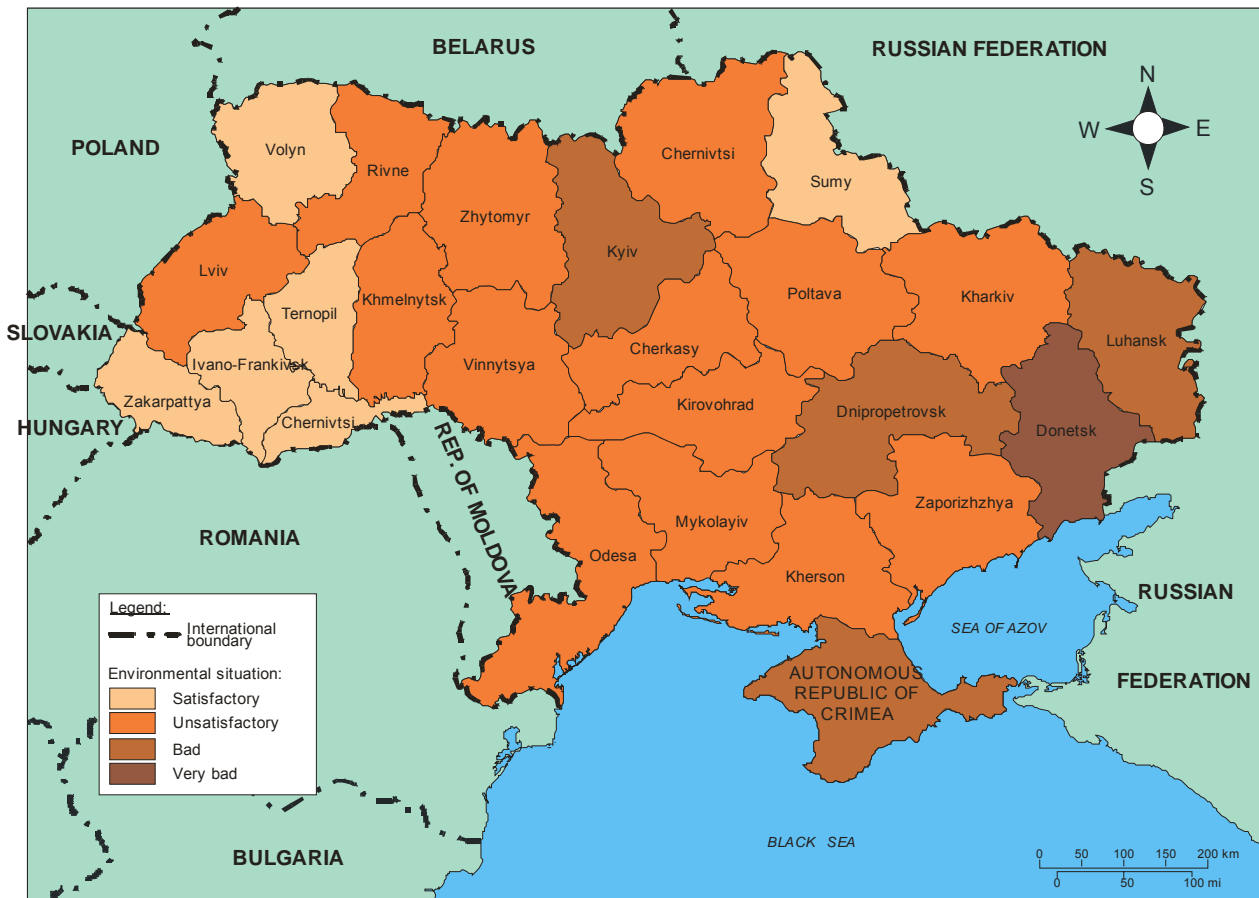 BELARUS
RUSSIAN FEDERATION
N
W E
S
POLAND
Volyn
Rivne
Zhytomyr
Chernivtsi
Sumy
Kyiv
Lviv
Ternopil
Khmelnytsk
Poltava
Kharkiv
Luhansk
SLOVAKIA
Ivano-Frankivsk
Vinnytsya
Cherkasy
Zakarpattya
Chernivtsi
Kirovohrad
Dnipropetrovsk
Donetsk
HUNGARY
REP. OF MOLDOVA
ROMANIA
Odesa
Mykolayiv
Zaporizhzhya
Kherson
RUSSIAN
FEDERATION
SEA OF AZOV
AUTONOMOUS
REPUBLIC OF
CRIMEA
Legend:
International
boundary
Environmental situation:
Satisfactory
Unsatisfactory
Bad
Very bad
BULGARIA
BLACK SEA
0 50 100 150 200 km
0 50 100 mi